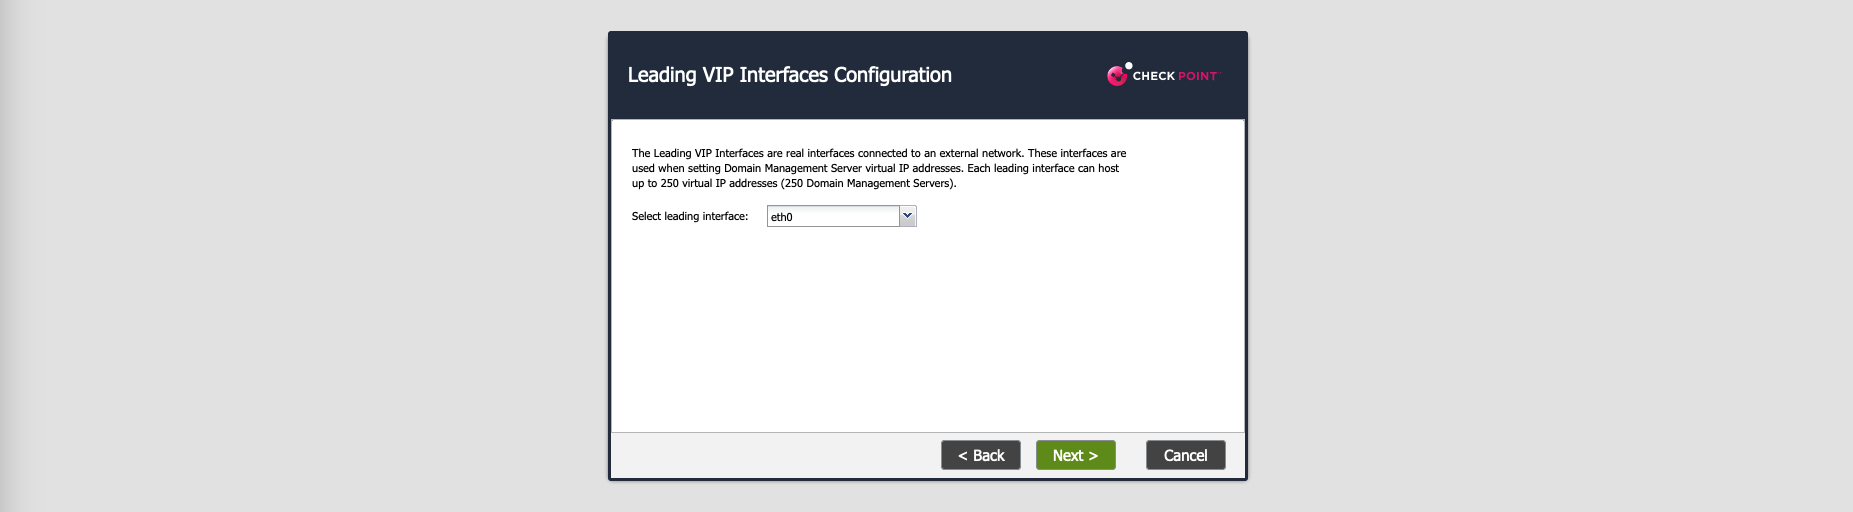 Leading VIP Interfaces Configuration
CHECK POINT
The Leading VIP Interfaces are real interfaces connected to an external network. These interfaces are
used when setting Domain Management Server virtual IP addresses. Each leading interface can host
up to 250 virtual IP addresses (250 Domain Management Servers).
Select leading interface: eth0
< Back Next > Cancel